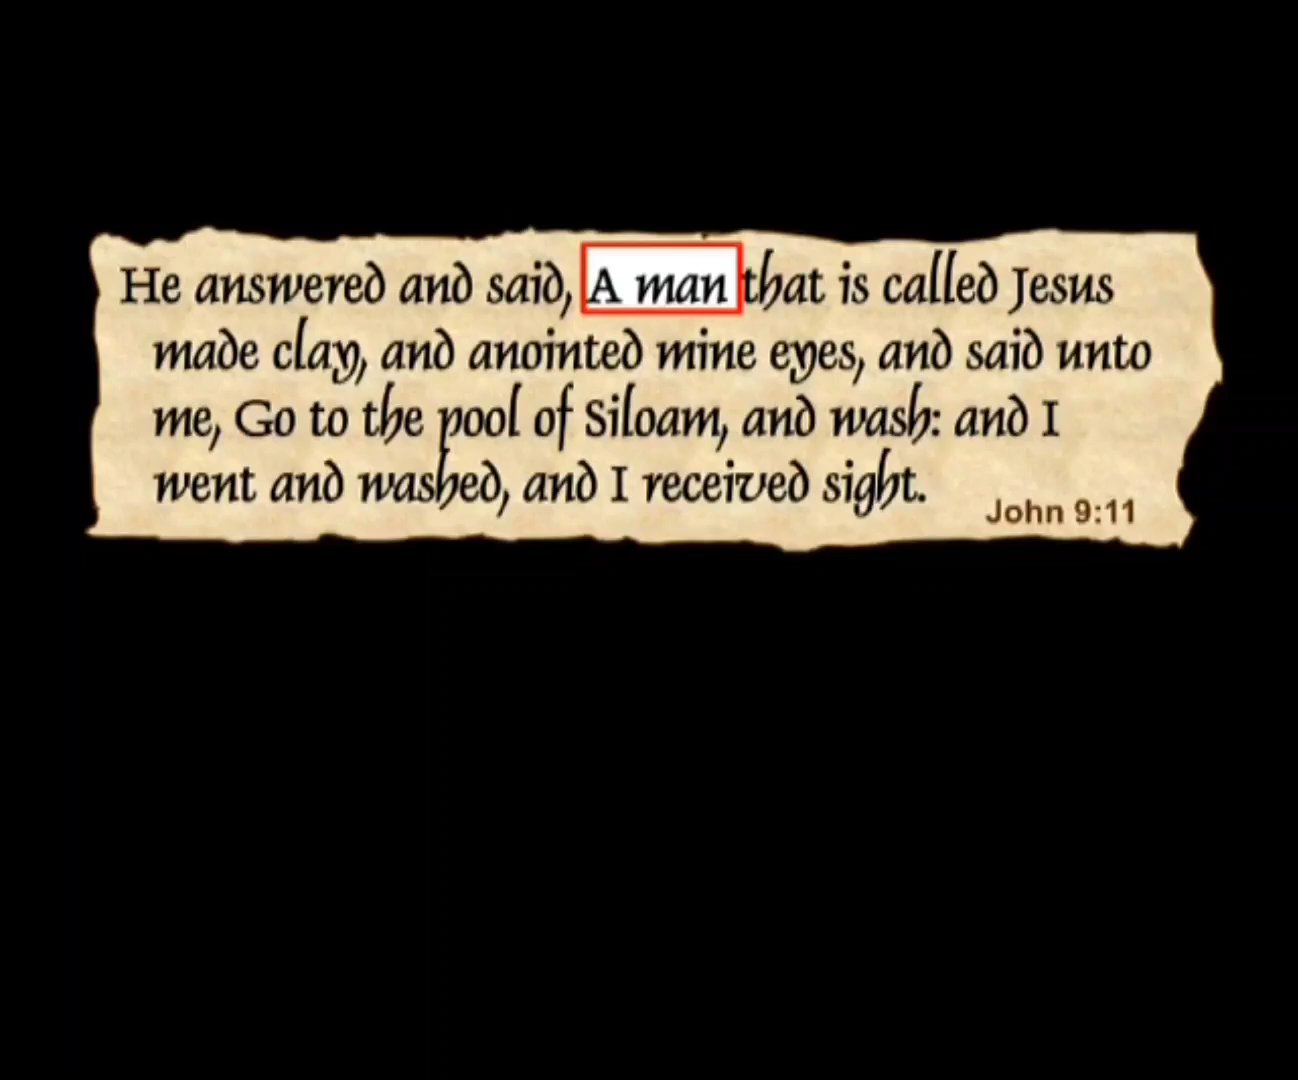 He answered and said, A man that is called Jesus
made clay, and anointed mine eyes, and said unto
me, Go to the pool of Siloam, and wash: and I
went and washed, and I received sight.
John 9:11